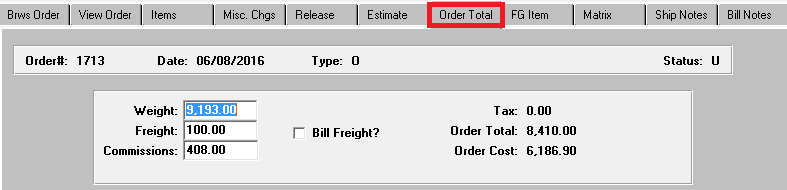 Brws Order View Order Items Misc. Chgs Release Estimate Order Total FG Item Matrix Ship Notes Bill Notes
Order#: 1713 Date: 06/08/2016 Type: O Status: U
Weight: 9,193.00 Tax: 0.00
Freight: 100.00 Bill Freight? Order Total: 8,410.00
Commissions: 408.00 Order Cost: 6,186.90